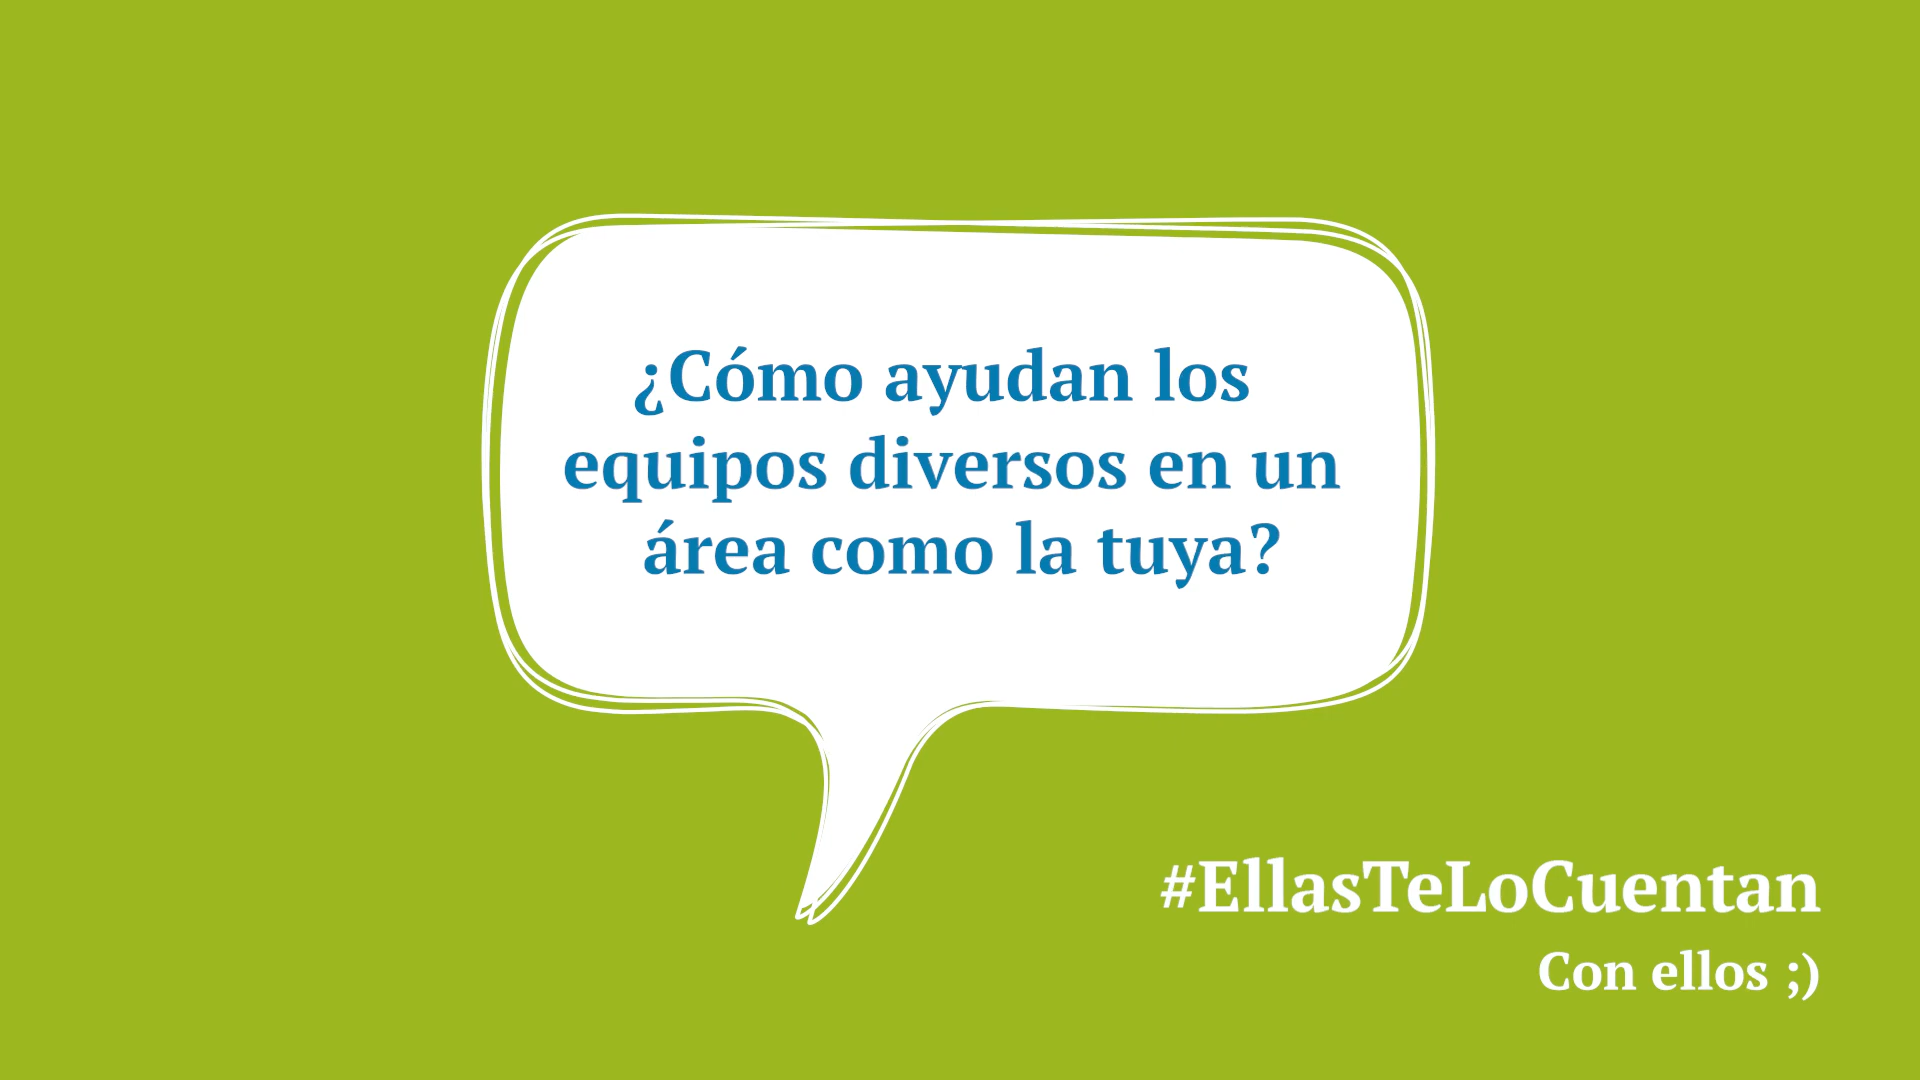 ¿Cómo ayudan los
equipos diversos en un
área como la tuya?
#EllasTeLoCuentan
Con ellos ;)